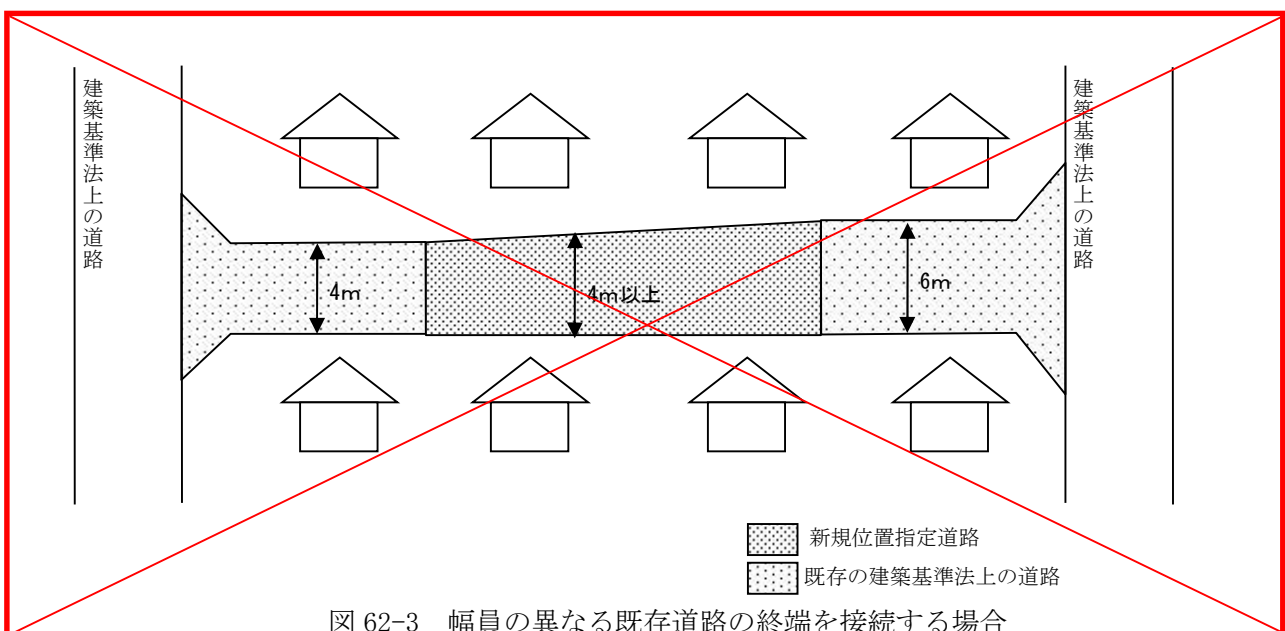 建築基準法上の道路
建築基準法上の道路
4m
4m以上
6m
新規位置指定道路
既存の建築基準法上の道路
図 62-3 幅員の異なる既存道路の終端を接続する場合